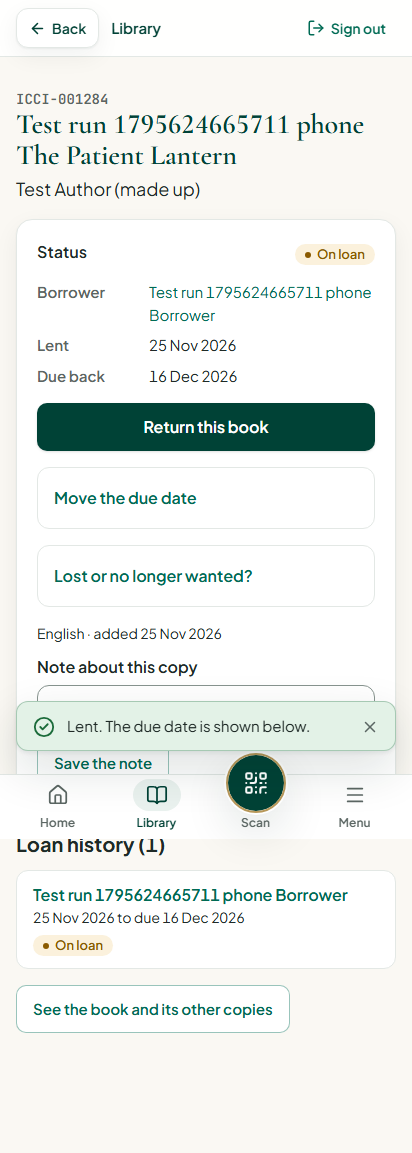 Back
Library
Sign out
ICCI-001284
Test run 1795624665711 phone
The Patient Lantern
Test Author (made up)
Status
On loan
Borrower
Test run 1795624665711 phone
Borrower
Lent
25 Nov 2026
Due back
16 Dec 2026
Return this book
Move the due date
Lost or no longer wanted?
English · added 25 Nov 2026
Note about this copy
Lent. The due date is shown below.
Save the note
Home
Library
Scan
Menu
Loan history (1)
Test run 1795624665711 phone Borrower
25 Nov 2026 to due 16 Dec 2026
On loan
See the book and its other copies